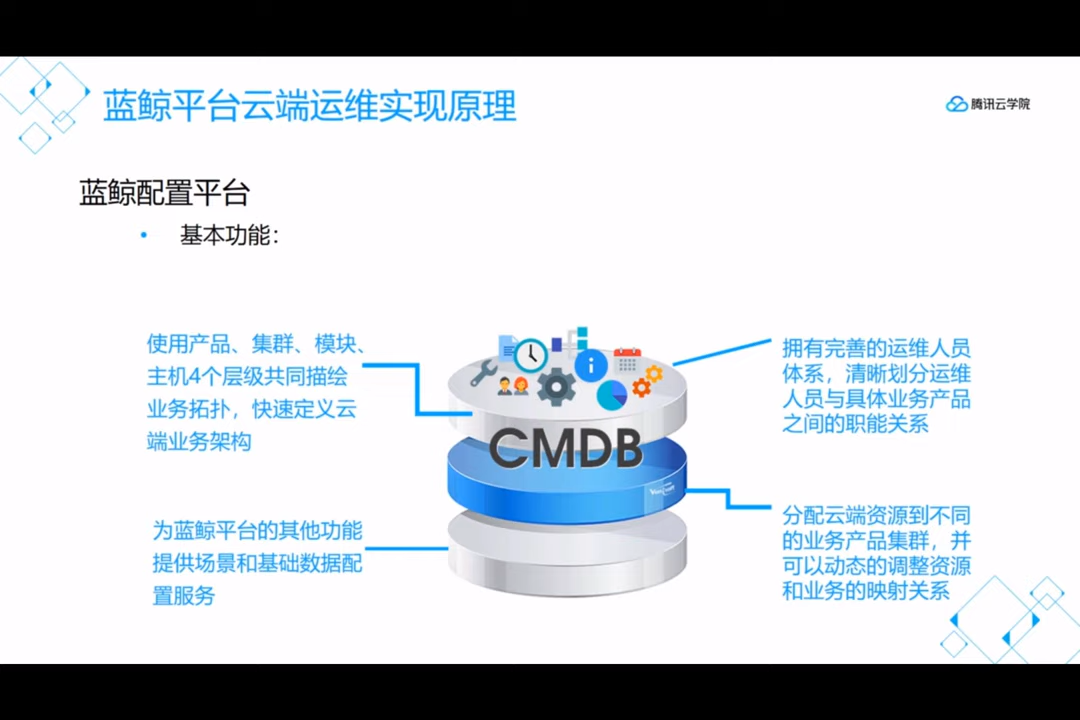 蓝鲸平台云端运维实现原理
腾讯云学院
蓝鲸配置平台
• 基本功能：
使用产品、集群、模块、
主机4个层级共同描绘
业务拓扑，快速定义云
端业务架构
为蓝鲸平台的其他功能
提供场景和基础数据配
置服务
CMDB
拥有完善的运维人员
体系，清晰划分运维
人员与具体业务产品
之间的职能关系
分配云端资源到不同
的业务产品集群，并
可以动态的调整资源
和业务的映射关系